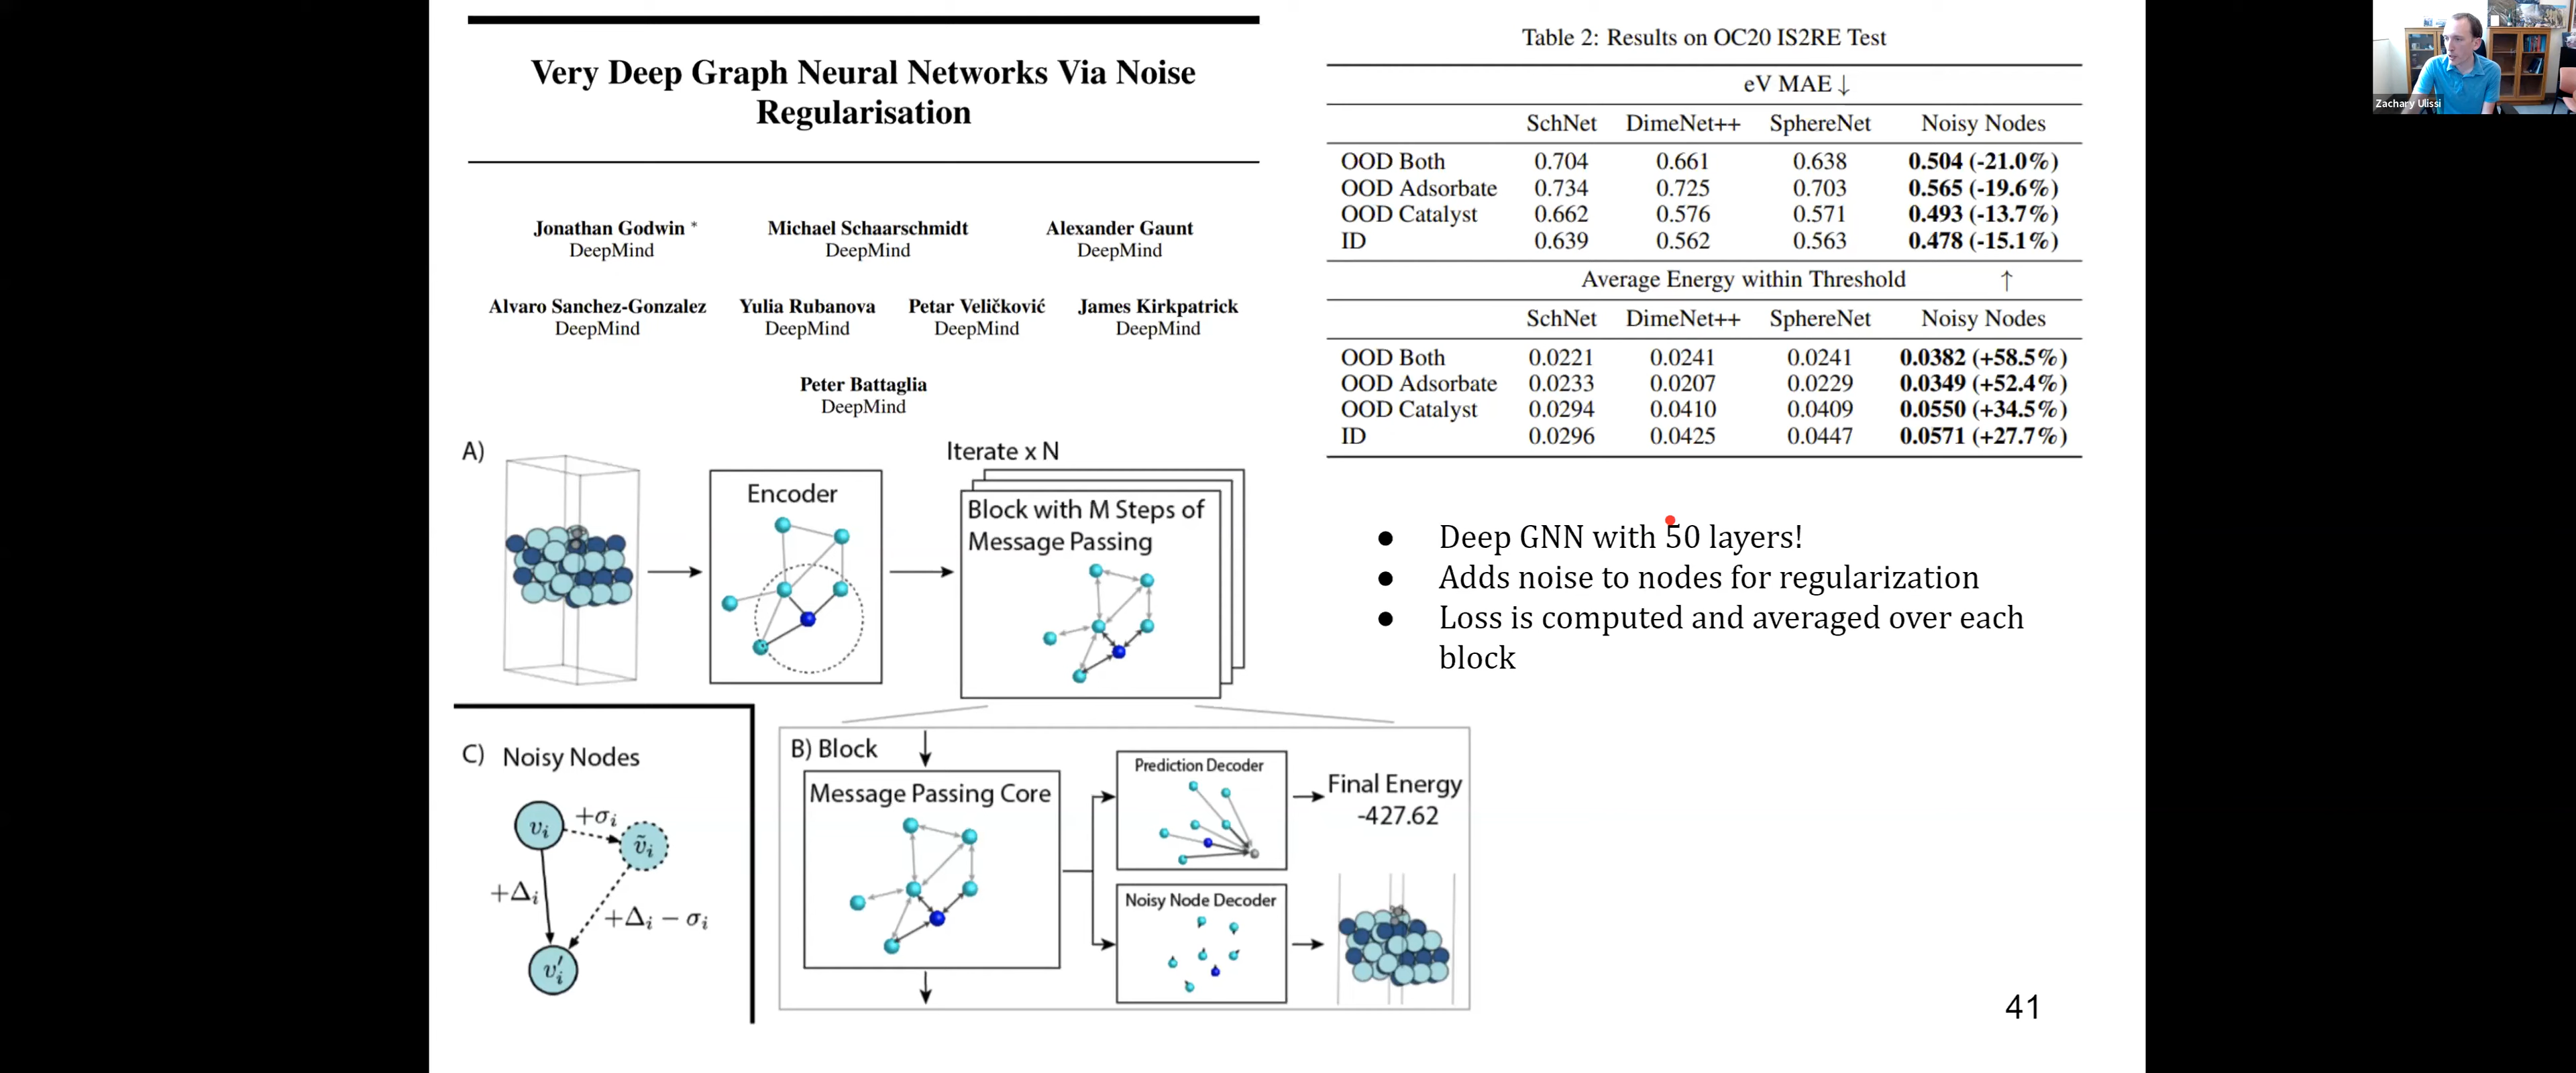 Very Deep Graph Neural Networks Via Noise
Regularisation
Jonathan Godwin *
DeepMind
Michael Schaarschmidt
DeepMind
Alexander Gaunt
DeepMind
Alvaro Sanchez-Gonzalez
DeepMind
Yulia Rubanova
DeepMind
Petar Veličković
DeepMind
James Kirkpatrick
DeepMind
Peter Battaglia
DeepMind
A)
Encoder
Iterate x N
Block with M Steps of
Message Passing
C) Noisy Nodes
vᵢ
+σᵢ
ṽᵢ
+Δᵢ
+Δᵢ − σᵢ
v′ᵢ
B) Block
Message Passing Core
Prediction Decoder
Final Energy
-427.62
Noisy Node Decoder
Table 2: Results on OC20 IS2RE Test
eV MAE ↓
SchNet DimeNet++ SphereNet Noisy Nodes
OOD Both 0.704 0.661 0.638 0.504 (-21.0%)
OOD Adsorbate 0.734 0.725 0.703 0.565 (-19.6%)
OOD Catalyst 0.662 0.576 0.571 0.493 (-13.7%)
ID 0.639 0.562 0.563 0.478 (-15.1%)
Average Energy within Threshold ↑
SchNet DimeNet++ SphereNet Noisy Nodes
OOD Both 0.0221 0.0241 0.0241 0.0382 (+58.5%)
OOD Adsorbate 0.0233 0.0207 0.0229 0.0349 (+52.4%)
OOD Catalyst 0.0294 0.0410 0.0409 0.0550 (+34.5%)
ID 0.0296 0.0425 0.0447 0.0571 (+27.7%)
● Deep GNN with 50 layers!
● Adds noise to nodes for regularization
● Loss is computed and averaged over each
block
41
Zachary Ulissi